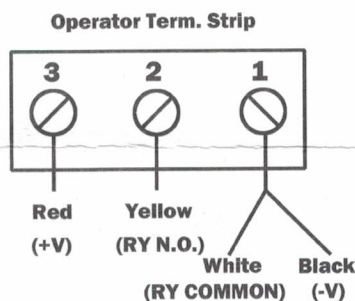 Operator Term. Strip
3 2 1
Red Yellow
(+V) (RY N.O.)
White Black
(RY COMMON) (-V)